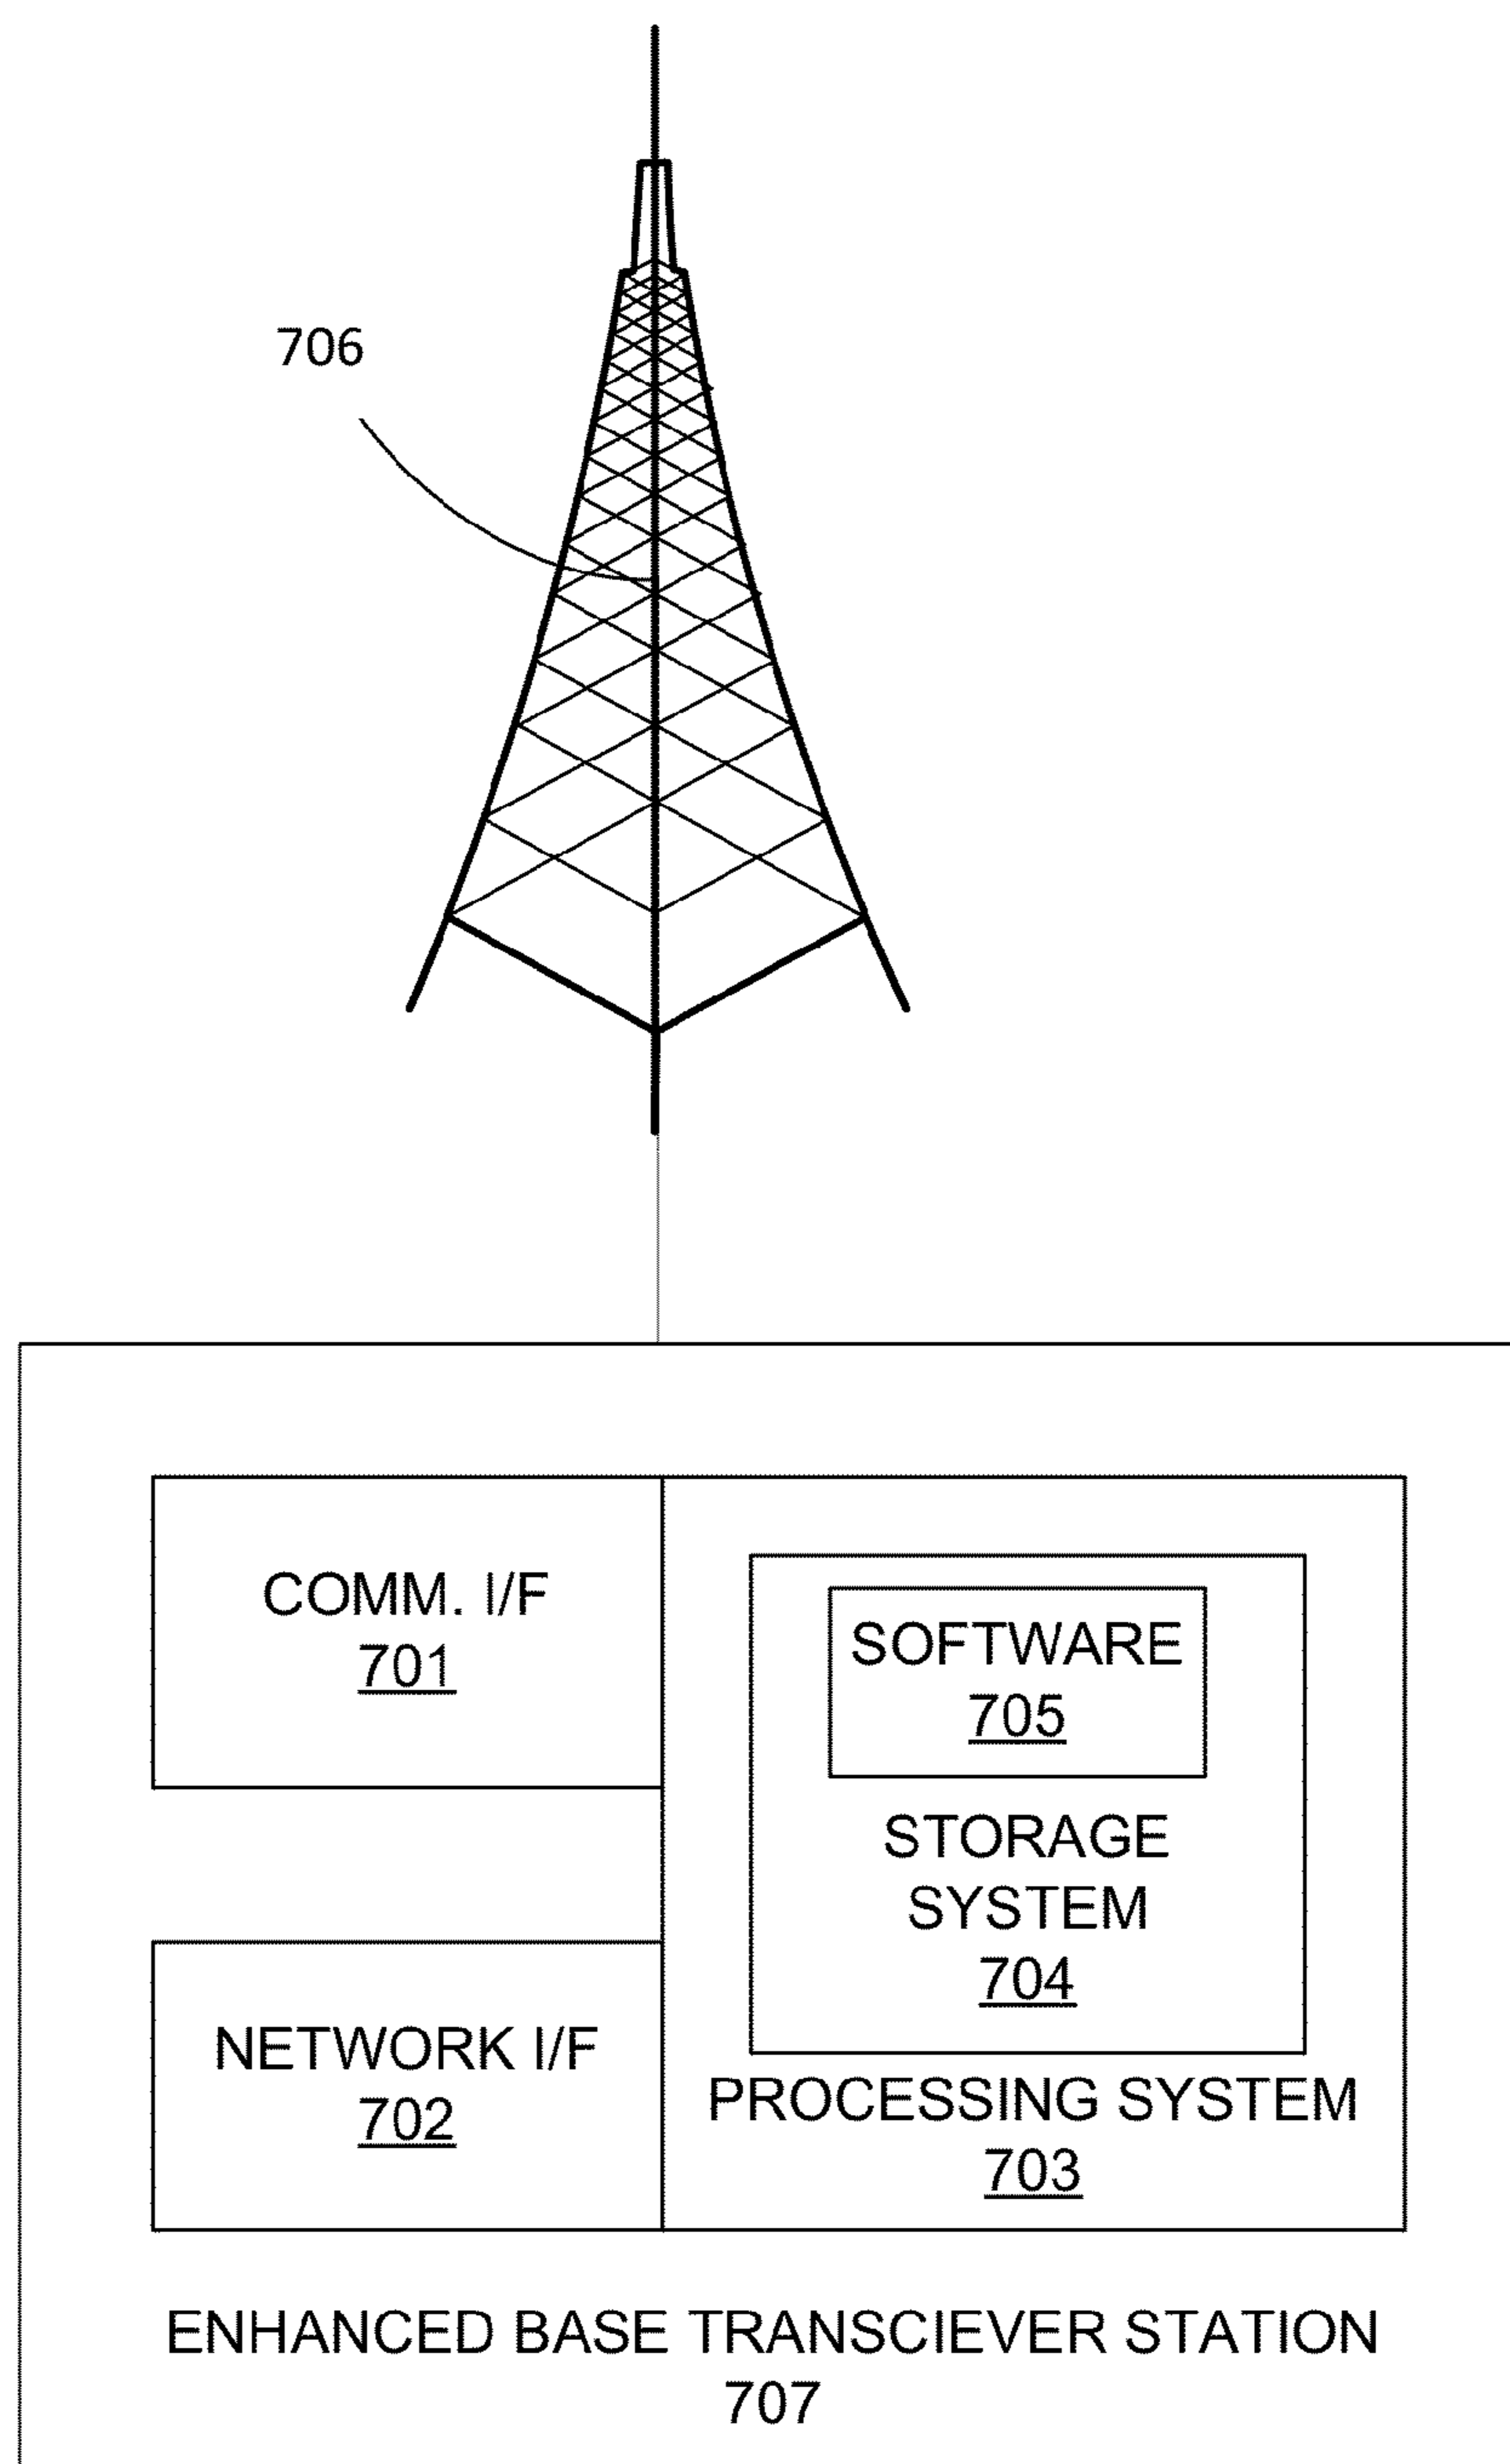 706
COMM. I/F
701
SOFTWARE
705
STORAGE
SYSTEM
704
NETWORK I/F
702
PROCESSING SYSTEM
703
ENHANCED BASE TRANSCIEVER STATION
707